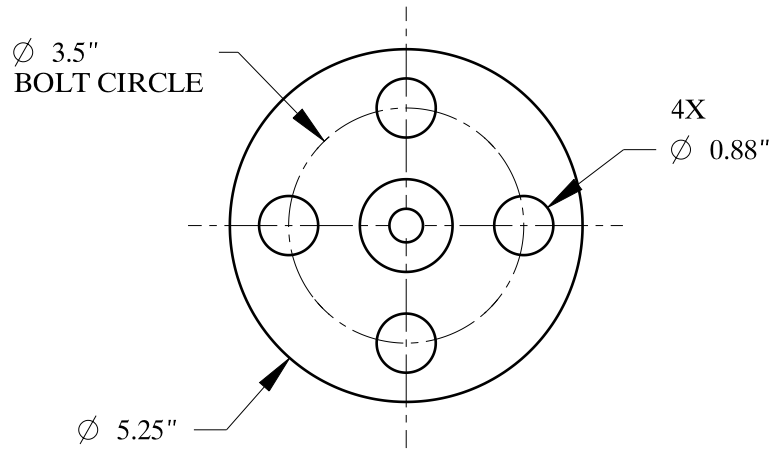 ∅ 3.5"
BOLT CIRCLE
4X
∅ 0.88"
∅ 5.25"